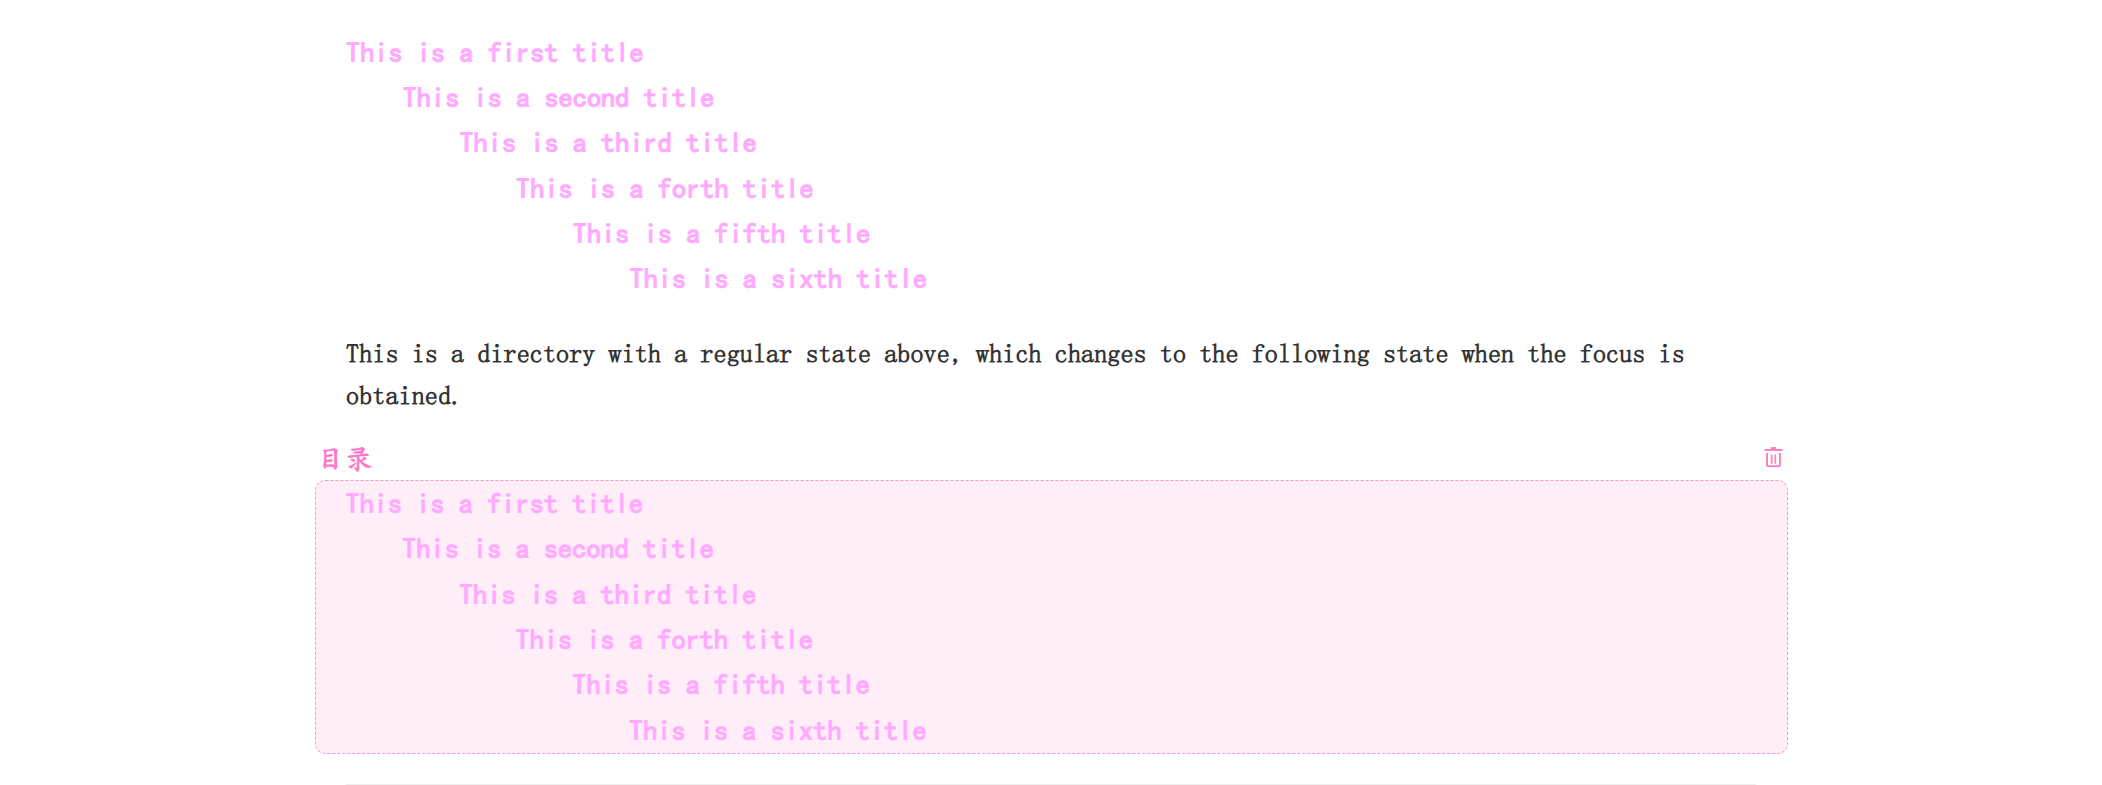 This is a first title
This is a second title
This is a third title
This is a forth title
This is a fifth title
This is a sixth title
This is a directory with a regular state above, which changes to the following state when the focus is
obtained.
目录
This is a first title
This is a second title
This is a third title
This is a forth title
This is a fifth title
This is a sixth title